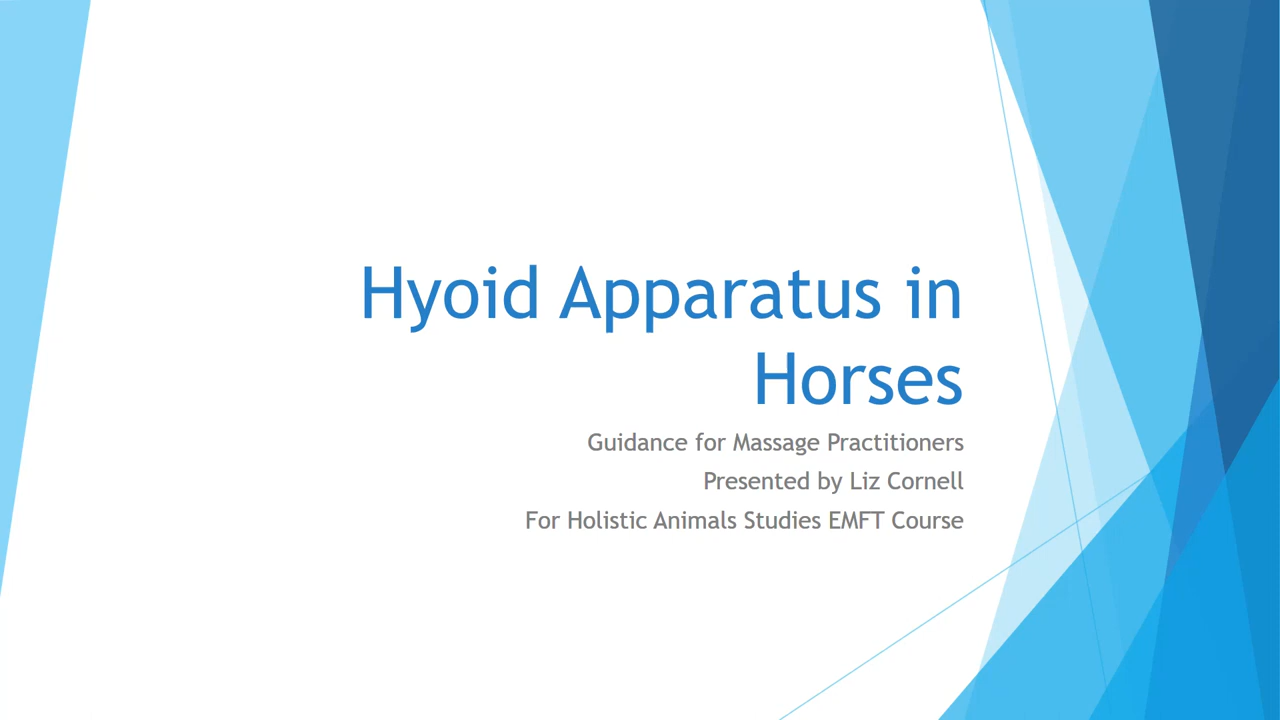 Hyoid Apparatus in
Horses
Guidance for Massage Practitioners
Presented by Liz Cornell
For Holistic Animals Studies EMFT Course